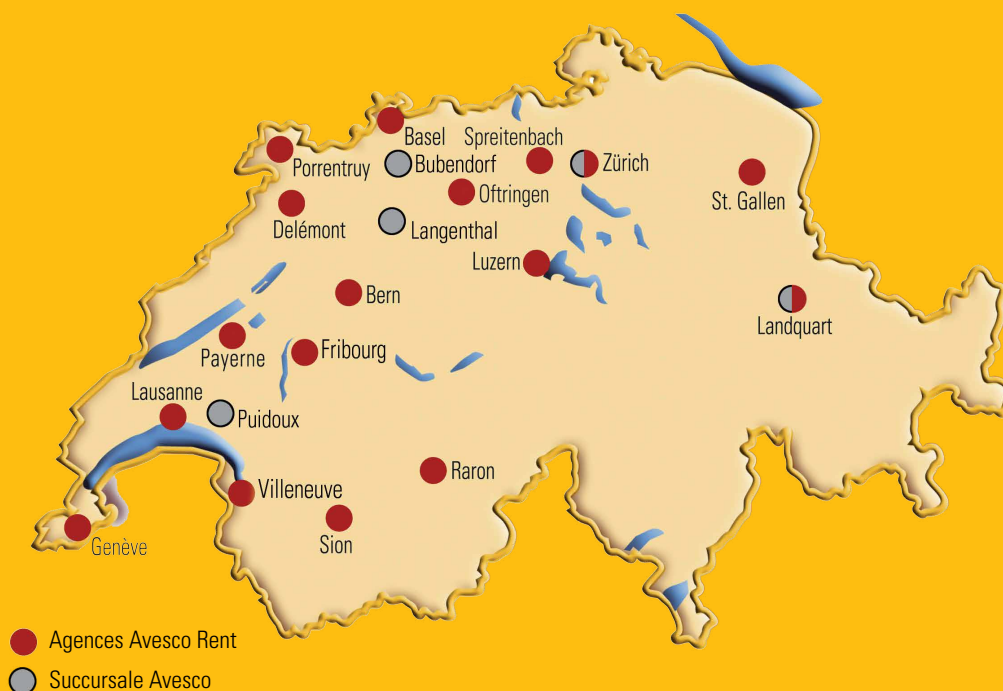 Basel
Spreitenbach
Porrentruy
Bubendorf
Zürich
Oftringen
St. Gallen
Delémont
Langenthal
Luzern
Bern
Landquart
Payerne
Fribourg
Lausanne
Puidoux
Raron
Villeneuve
Sion
Genève
Agences Avesco Rent
Succursale Avesco